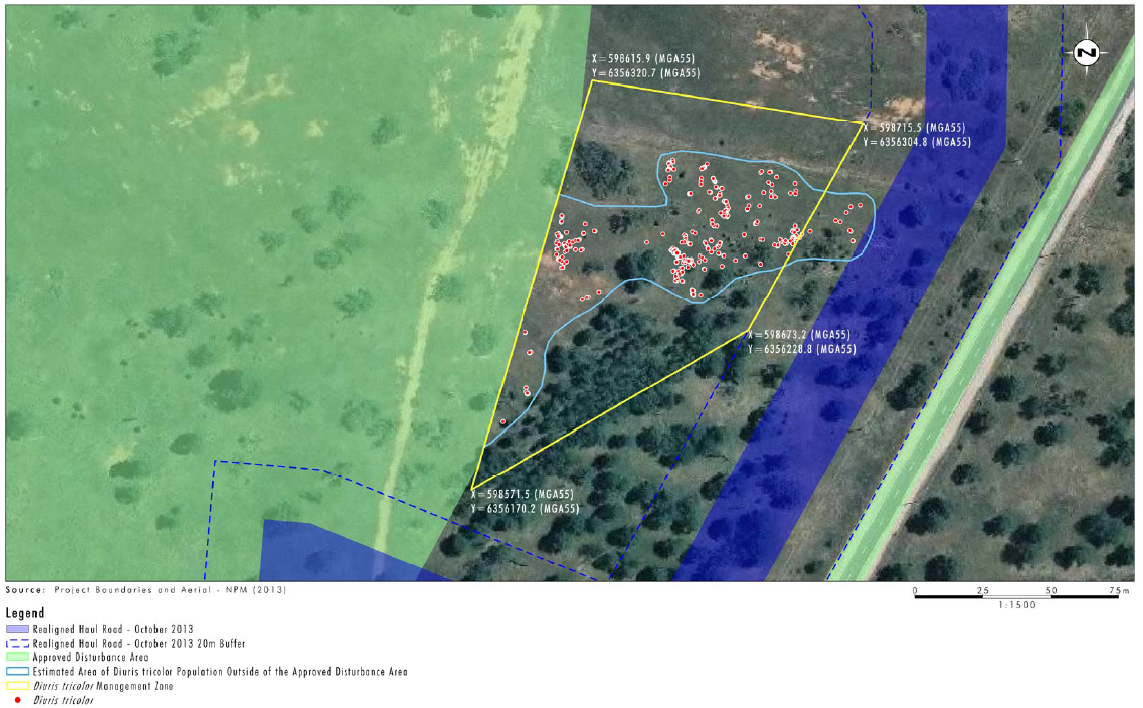 X=598615.9 (MGA55)
Y=6356320.7 (MGA55)
N
X=598715.5 (MGA55)
Y=6356304.8 (MGA55)
X=598673.2 (MGA55)
Y=6356228.8 (MGA55)
X=598571.5 (MGA55)
Y=6356170.2 (MGA55)
Source: Project Boundaries and Aerial - NPM (2013)
0 25 50 75m
1:1500
Legend
Realigned Haul Road - October 2013
Realigned Haul Road - October 2013 20m Buffer
Approved Disturbance Area
Estimated Area of Diuris tricolor Population Outside of the Approved Disturbance Area
Diuris tricolor Management Zone
Diuris tricolor